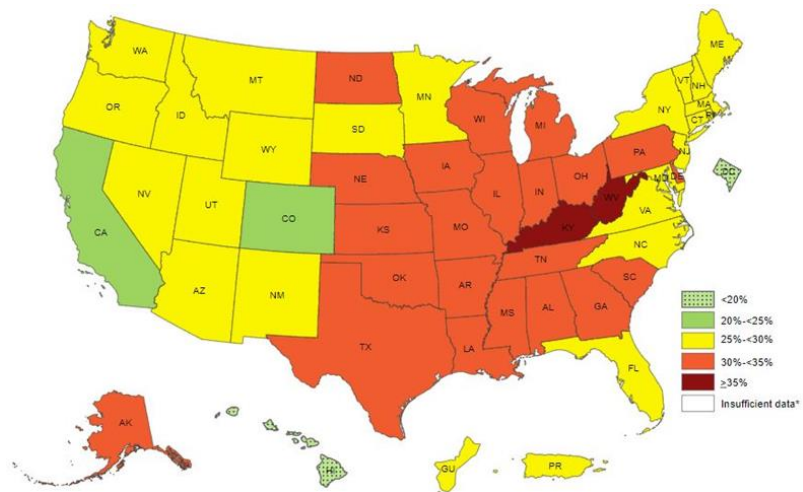 WA
MT
ND
MN
ME
OR
ID
WY
SD
WI
MI
NY
VT
NH
MA
CT
NV
UT
CO
NE
IA
IL
IN
OH
PA
NJ
DE
MD
DC
CA
KS
MO
KY
WV
VA
AZ
NM
OK
AR
TN
NC
SC
TX
LA
MS
AL
GA
FL
AK
HI
GU
PR
<20%
20%-<25%
25%-<30%
30%-<35%
≥35%
Insufficient data*